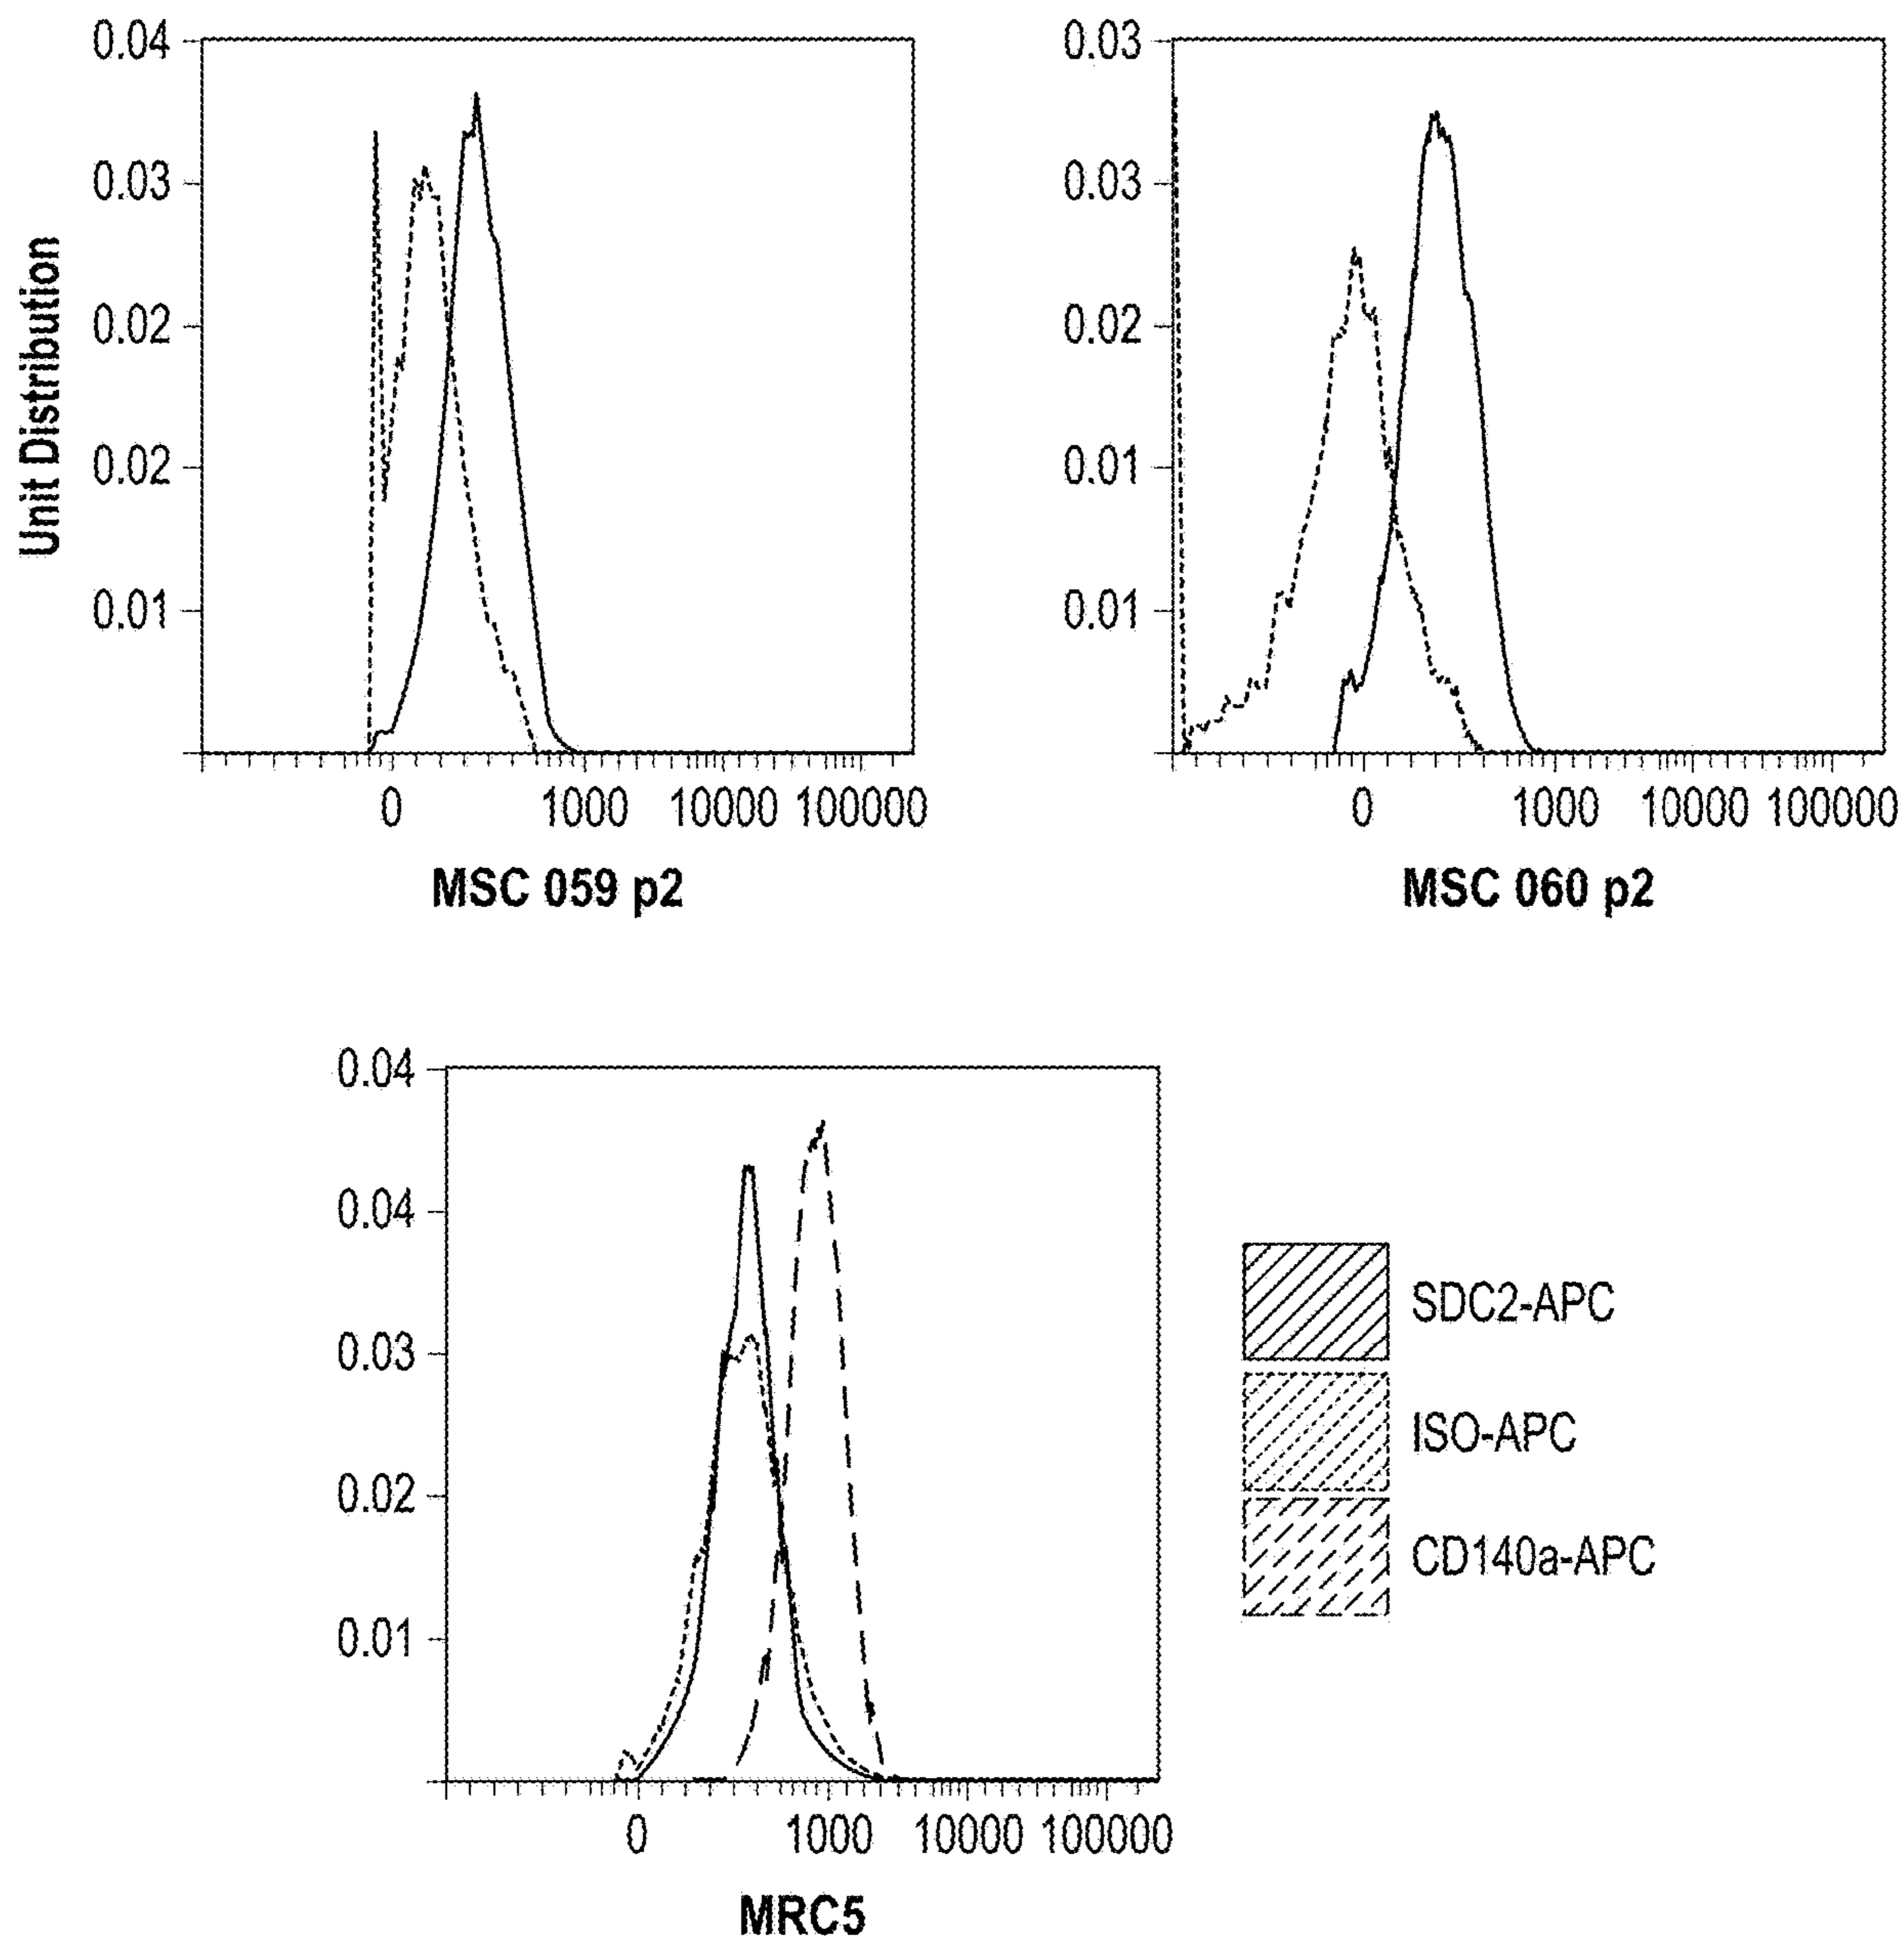 Unit Distribution
0.04
0.03
0.02
0.02
0.01
0 1000 10000 100000
MSC 059 p2
0.03
0.03
0.02
0.01
0.01
0 1000 10000 100000
MSC 060 p2
0.04
0.04
0.03
0.02
0.01
0 1000 10000 100000
MRC5
SDC2-APC
ISO-APC
CD140a-APC